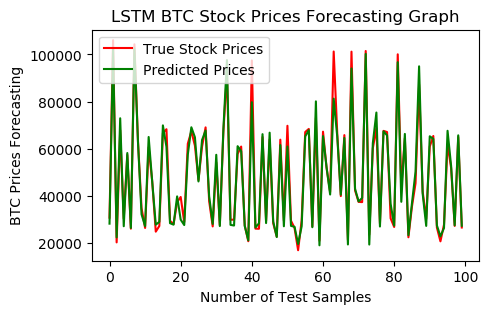 LSTM BTC Stock Prices Forecasting Graph
True Stock Prices
Predicted Prices
BTC Prices Forecasting
100000
80000
60000
40000
20000
0
20
40
60
80
100
Number of Test Samples